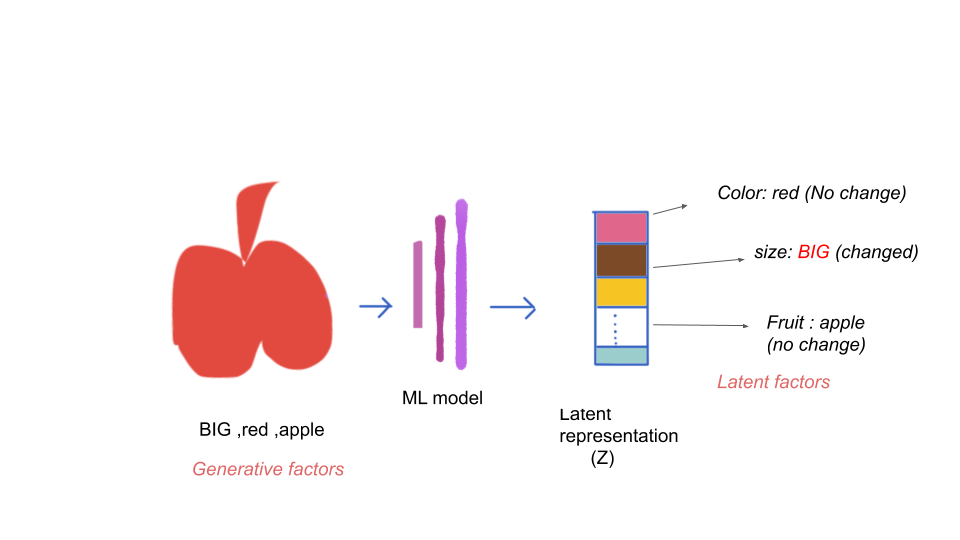 Color: red (No change)
size: BIG (changed)
Fruit : apple
(no change)
Latent factors
ML model
BIG ,red ,apple
Generative factors
Latent
representation
(Z)